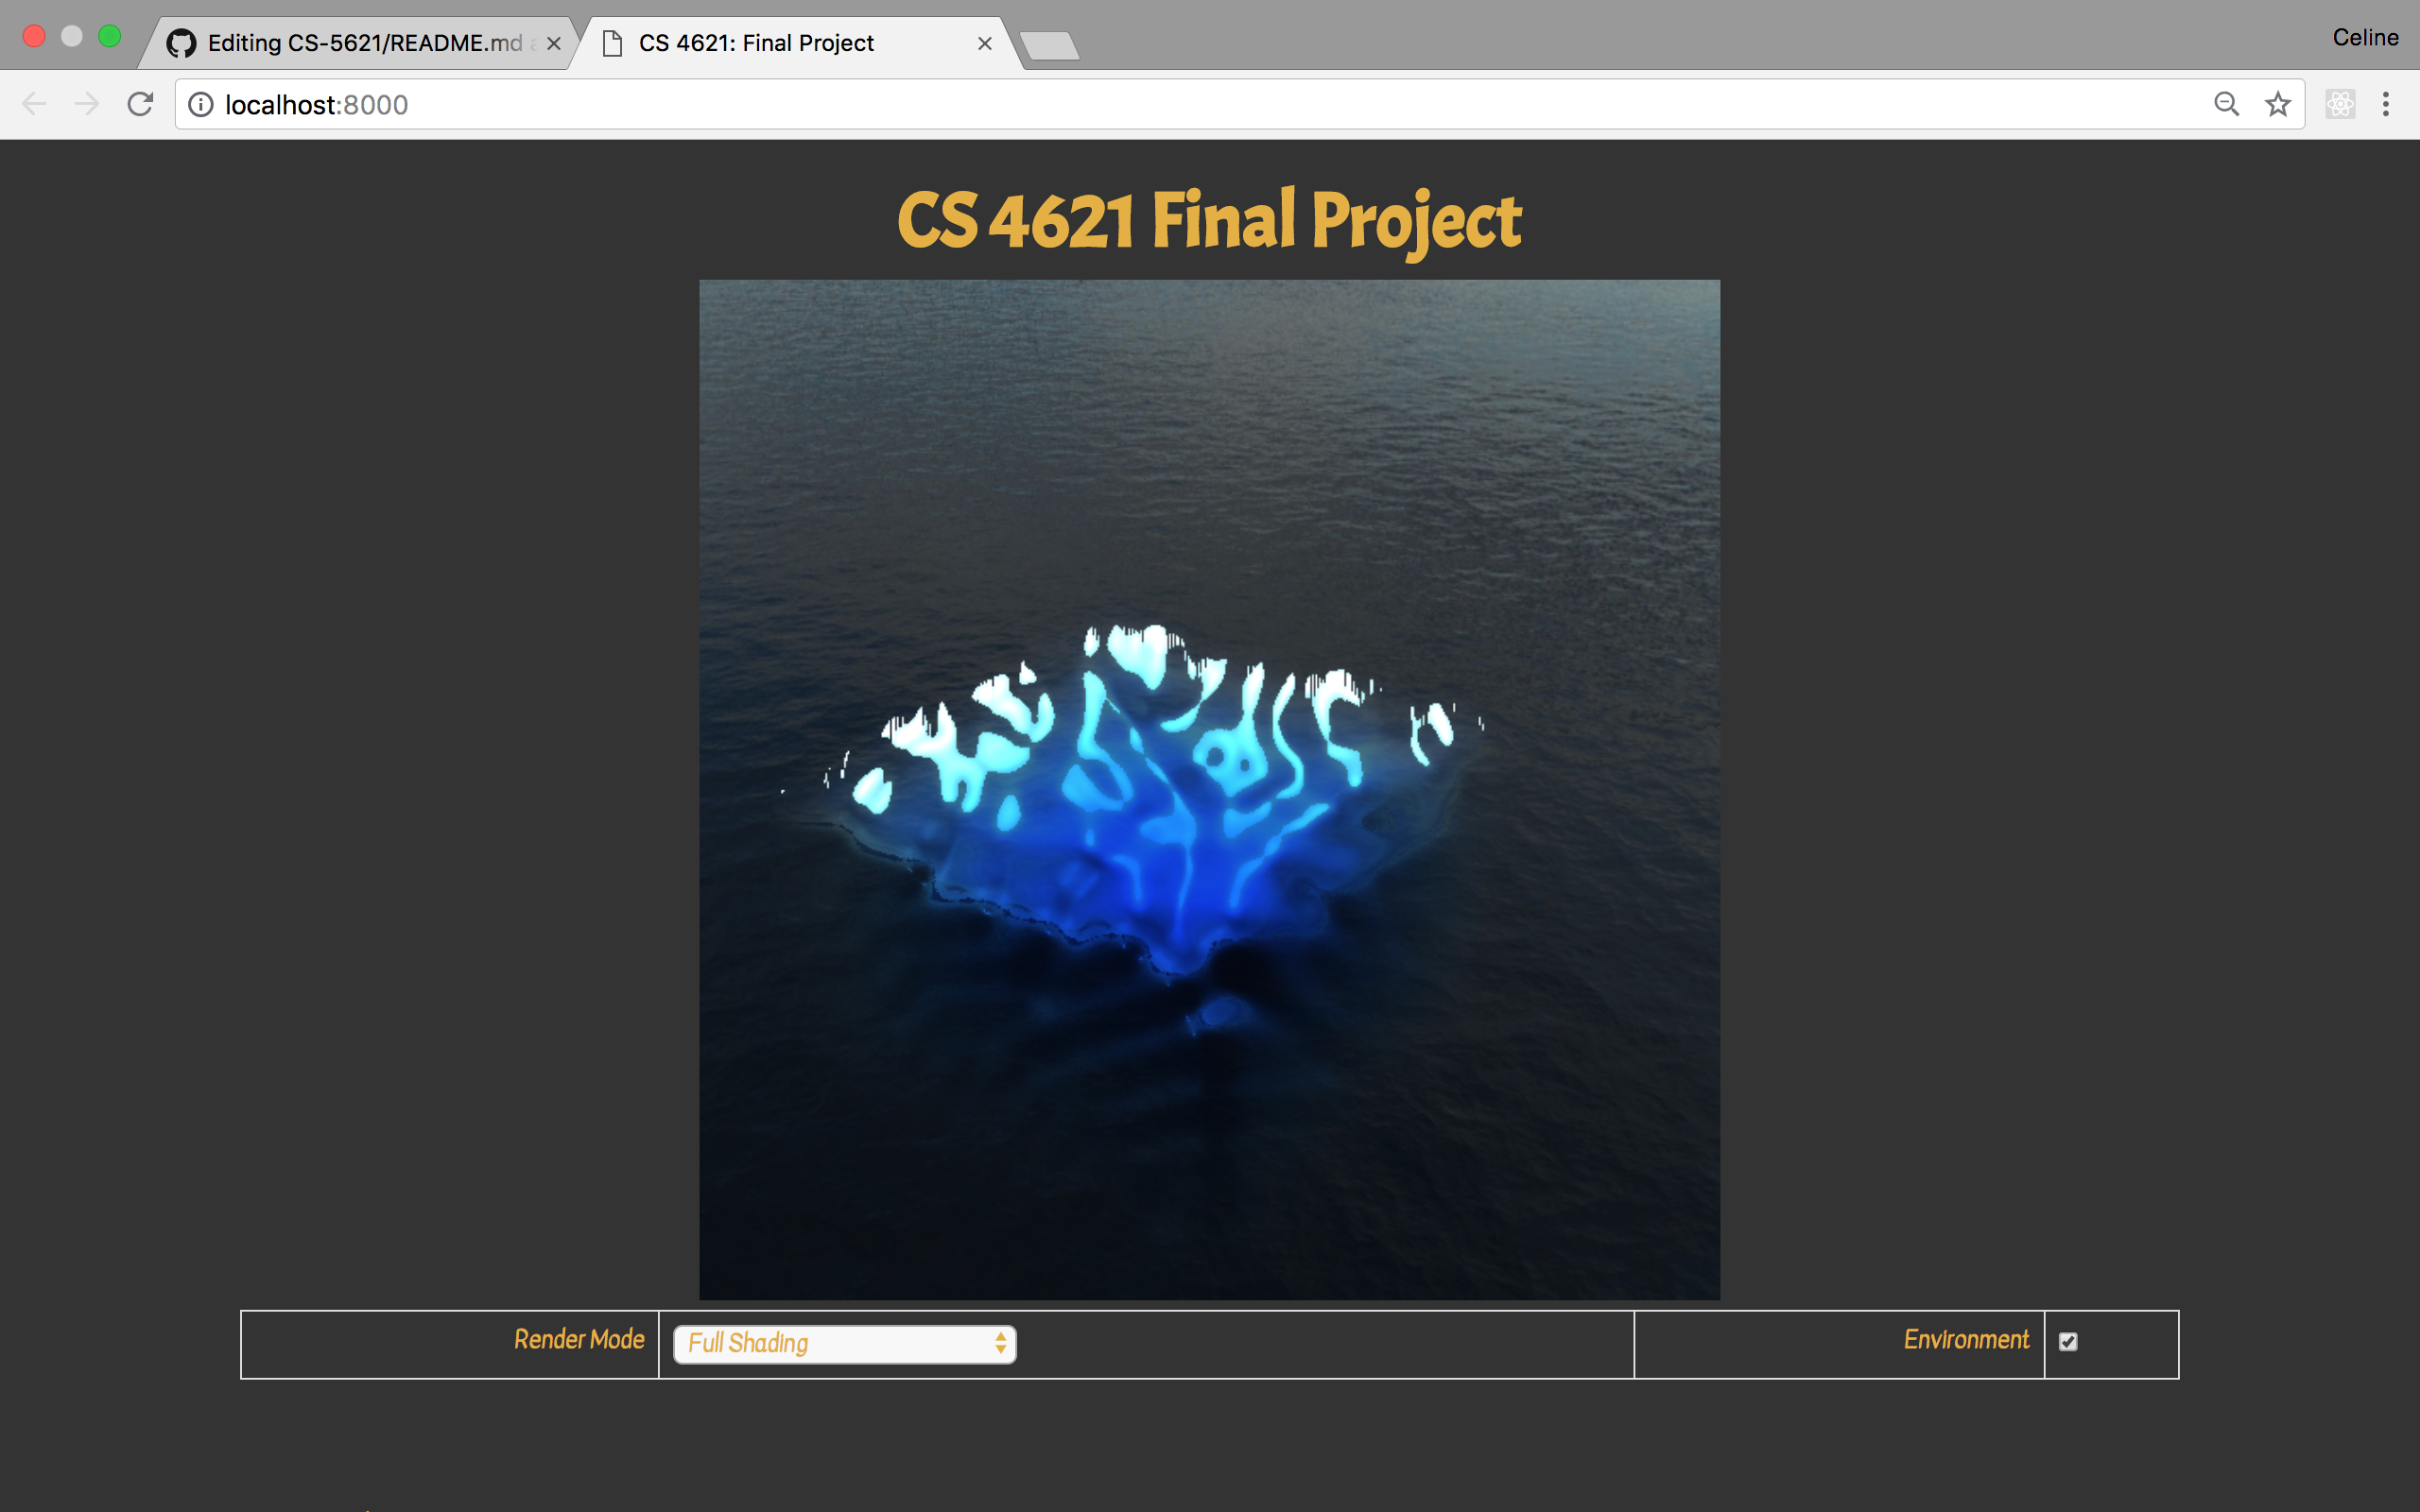 Editing CS-5621/README.md
CS 4621: Final Project
Celine
localhost:8000
CS 4621 Final Project
Render Mode
Full Shading
Environment